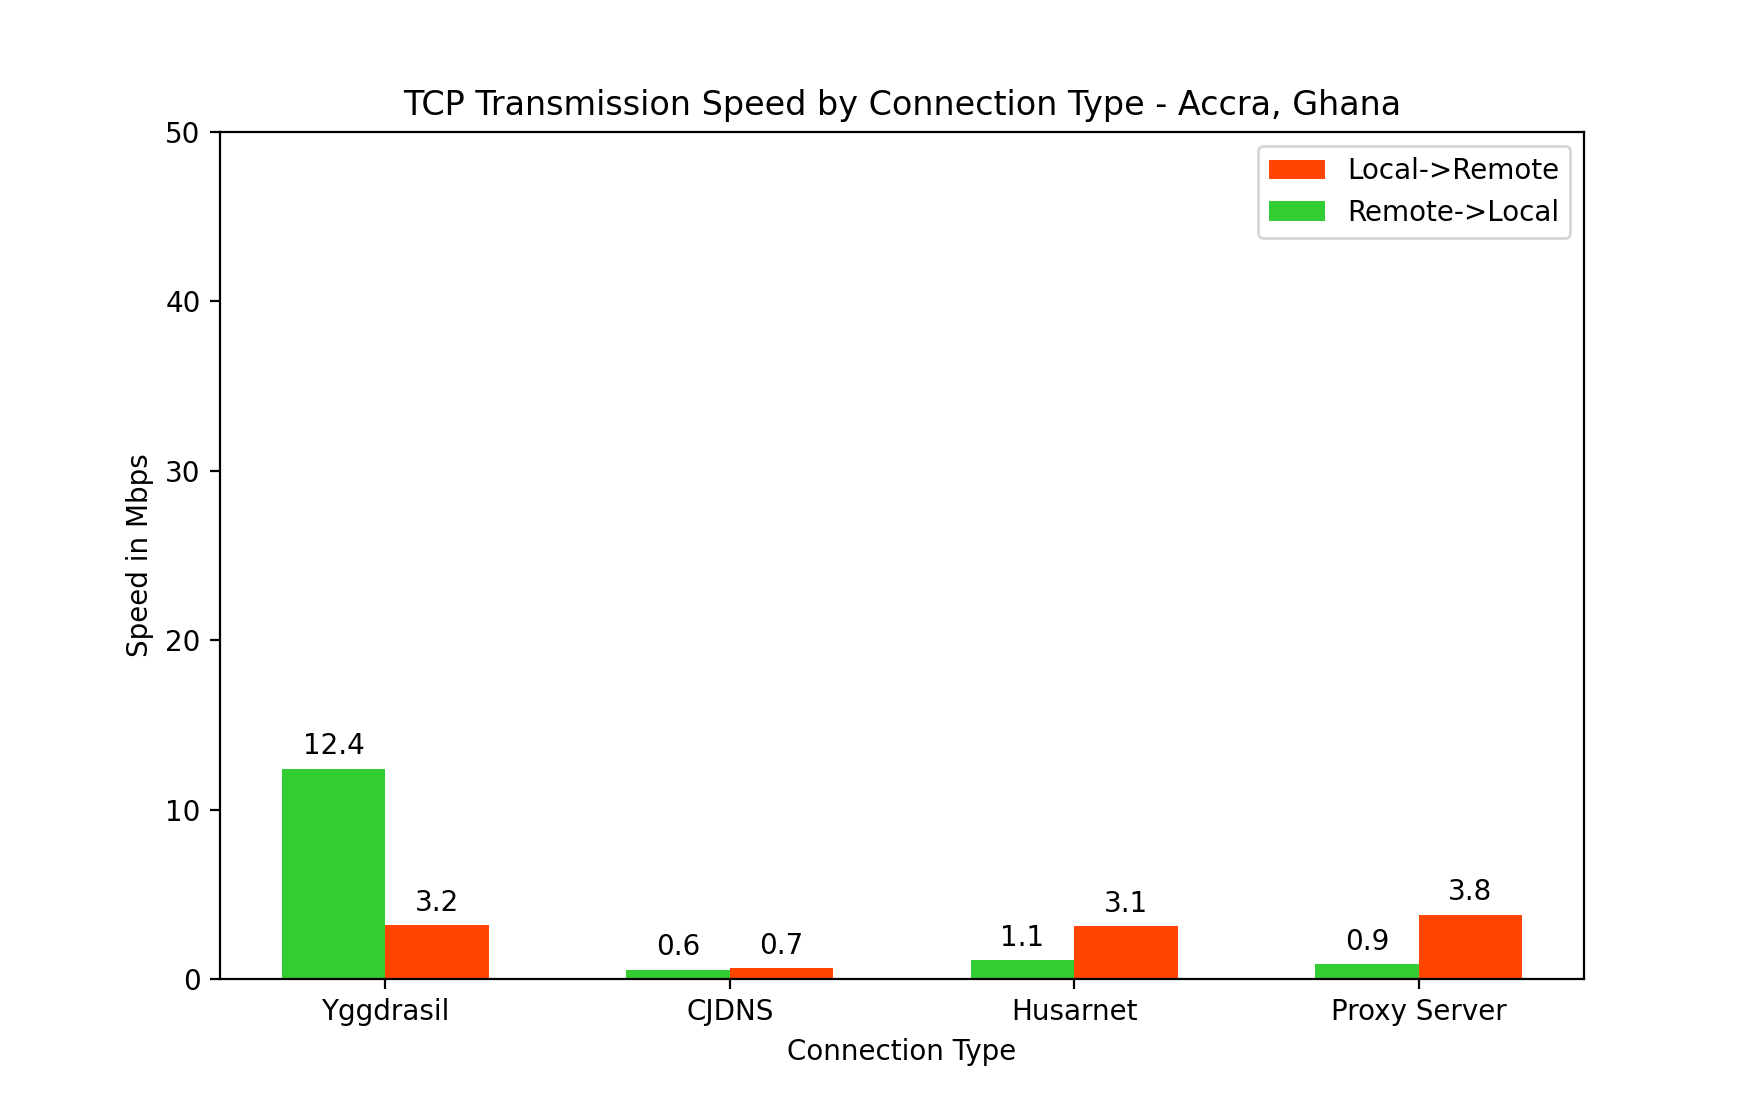 TCP Transmission Speed by Connection Type - Accra, Ghana
Local->Remote
Remote->Local
Speed in Mbps
50
40
30
20
10
0
12.4
3.2
0.6
0.7
1.1
3.1
0.9
3.8
Yggdrasil
CJDNS
Husarnet
Proxy Server
Connection Type